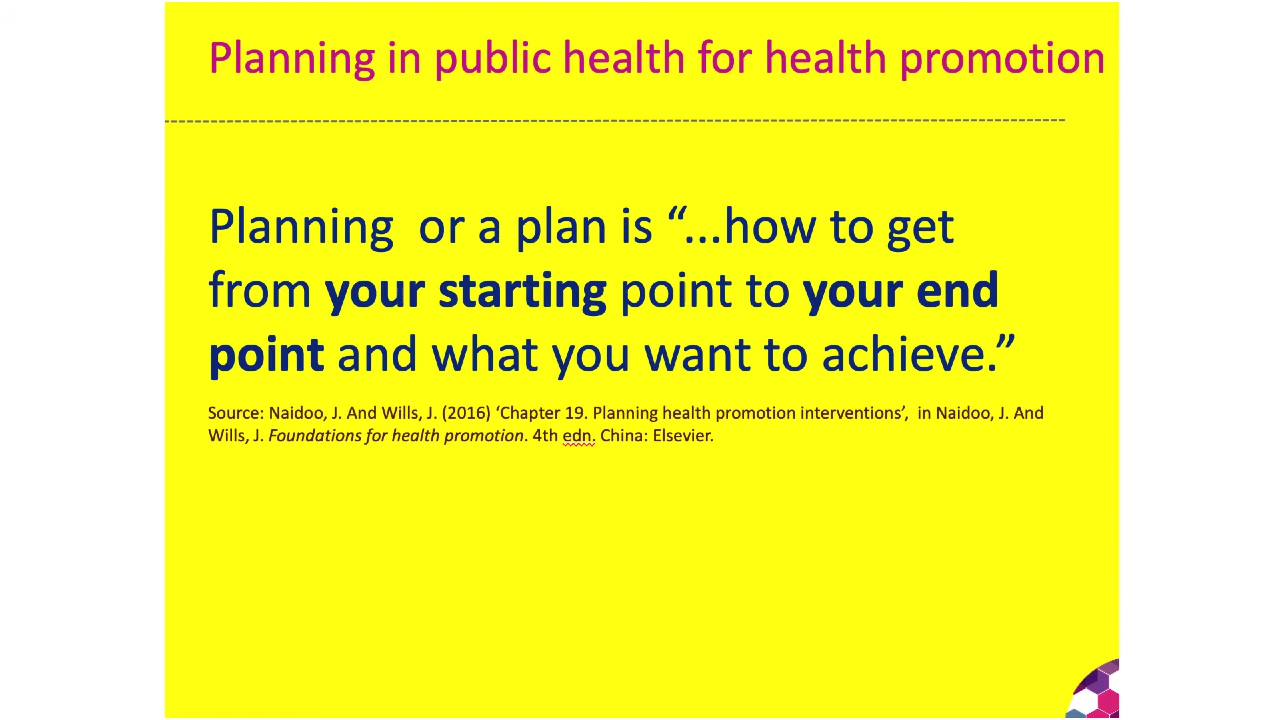 Planning in public health for health promotion
Planning  or a plan is “...how to get
from your starting point to your end
point and what you want to achieve.”
Source: Naidoo, J. And Wills, J. (2016) ‘Chapter 19. Planning health promotion interventions’,  in Naidoo, J. And
Wills, J. Foundations for health promotion. 4th edn. China: Elsevier.